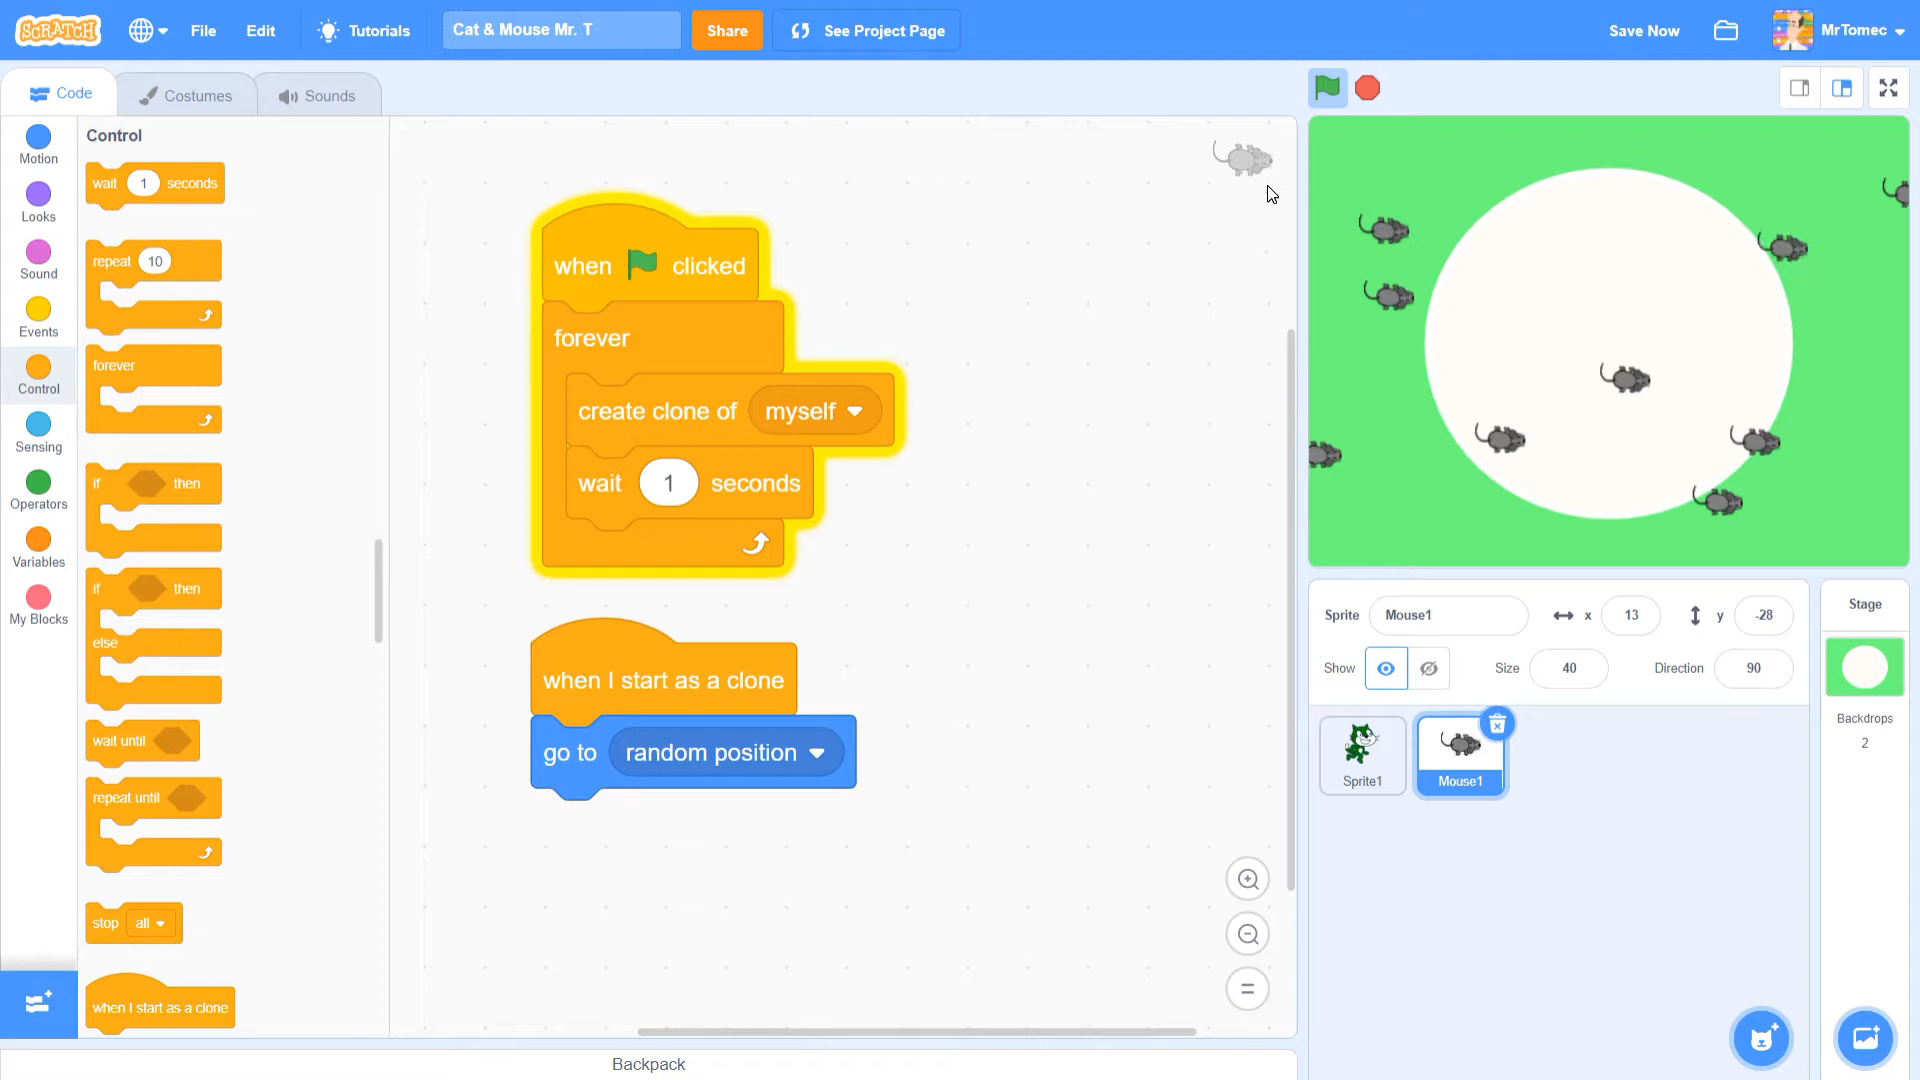 SCRATCH
File
Edit
Tutorials
Cat & Mouse Mr. T
Share
See Project Page
Save Now
MrTomec
Code
Costumes
Sounds
Motion
Looks
Sound
Events
Control
Sensing
Operators
Variables
My Blocks
Control
wait 1 seconds
repeat 10
forever
if then
if then
else
wait until
repeat until
stop all
when I start as a clone
when clicked
forever
create clone of myself
wait 1 seconds
when I start as a clone
go to random position
Backpack
Sprite Mouse1 x 13 y -28
Show Size 40 Direction 90
Sprite1
Mouse1
Stage
Backdrops
2